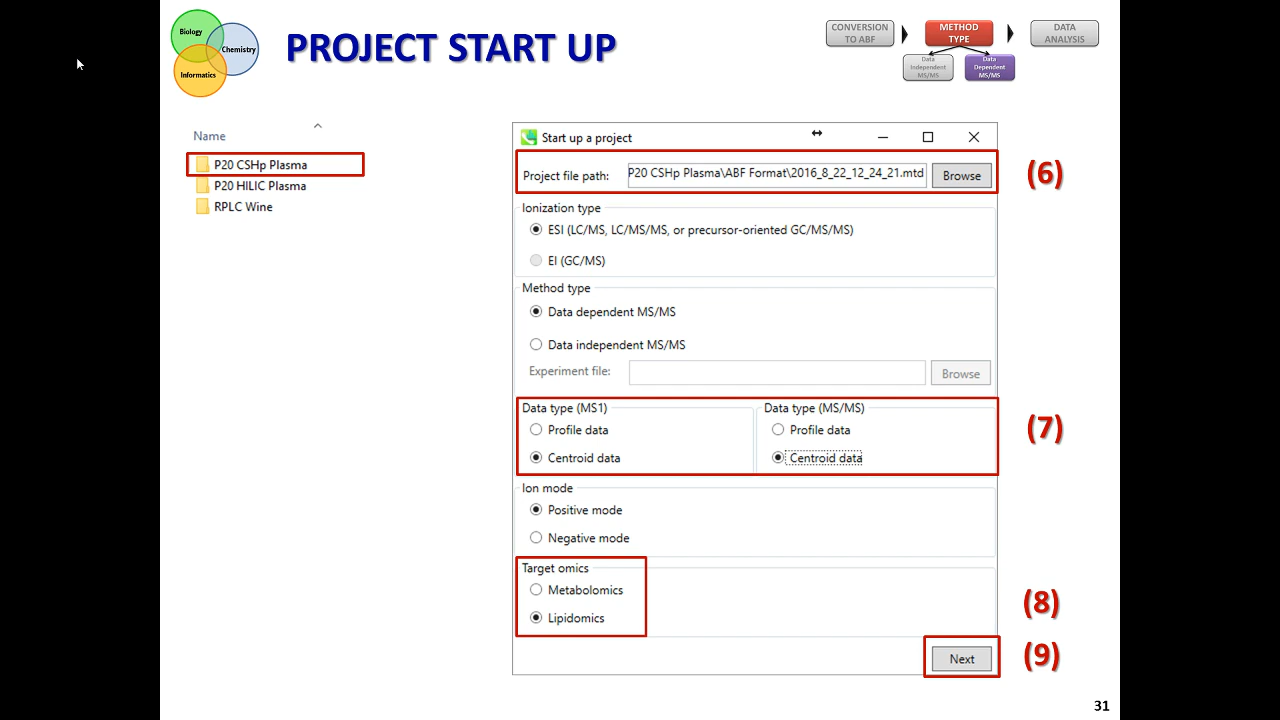 Biology
Chemistry
Informatics
PROJECT START UP
CONVERSION
TO ABF
METHOD
TYPE
DATA
ANALYSIS
Data
Independent
MS/MS
Data
Dependent
MS/MS
Name
P20 CSHp Plasma
P20 HILIC Plasma
RPLC Wine
Start up a project
Project file path:
P20 CSHp Plasma\ABF Format\2016_8_22_12_24_21.mtd
Browse
(6)
Ionization type
ESI (LC/MS, LC/MS/MS, or precursor-oriented GC/MS/MS)
EI (GC/MS)
Method type
Data dependent MS/MS
Data independent MS/MS
Experiment file:
Browse
Data type (MS1)
Profile data
Centroid data
Data type (MS/MS)
Profile data
Centroid data
(7)
Ion mode
Positive mode
Negative mode
Target omics
Metabolomics
Lipidomics
(8)
Next
(9)
31